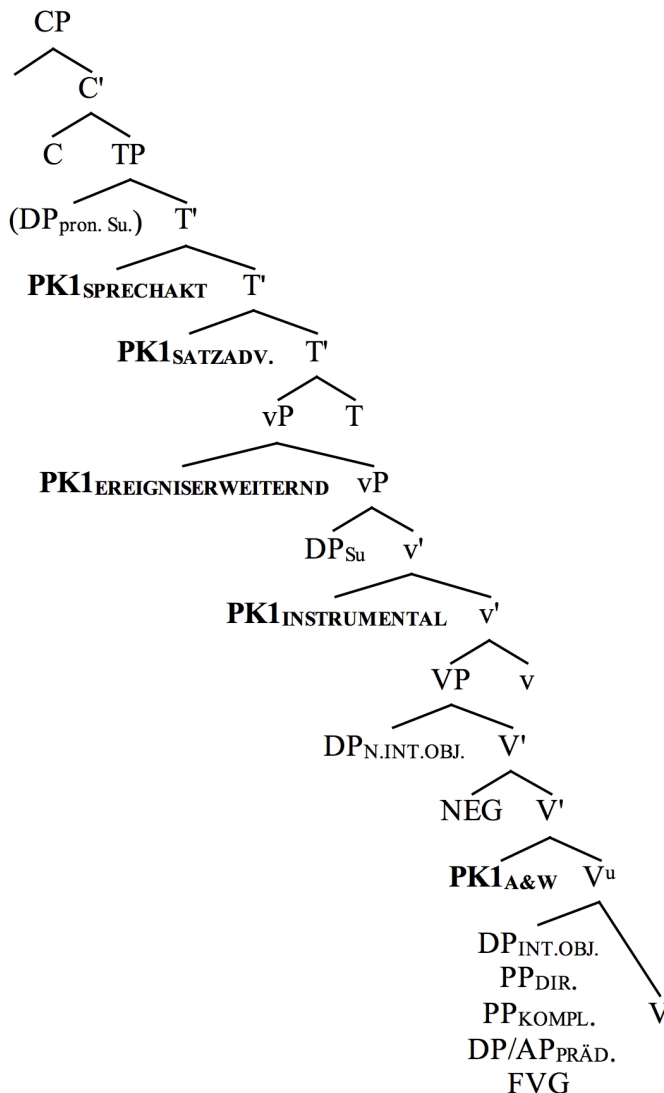 CP
C'
C TP
(DPpron. Su.) T'
PK1SPRECHAKT T'
PK1SATZADV. T'
vP T
PK1EREIGNISERWEITERND vP
DPSu v'
PK1INSTRUMENTAL v'
VP v
DPN.INT.OBJ. V'
NEG V'
PK1A&W Vu
DPINT.OBJ.
PPDIR.
PPKOMPL. V
DP/APPRÄD.
FVG